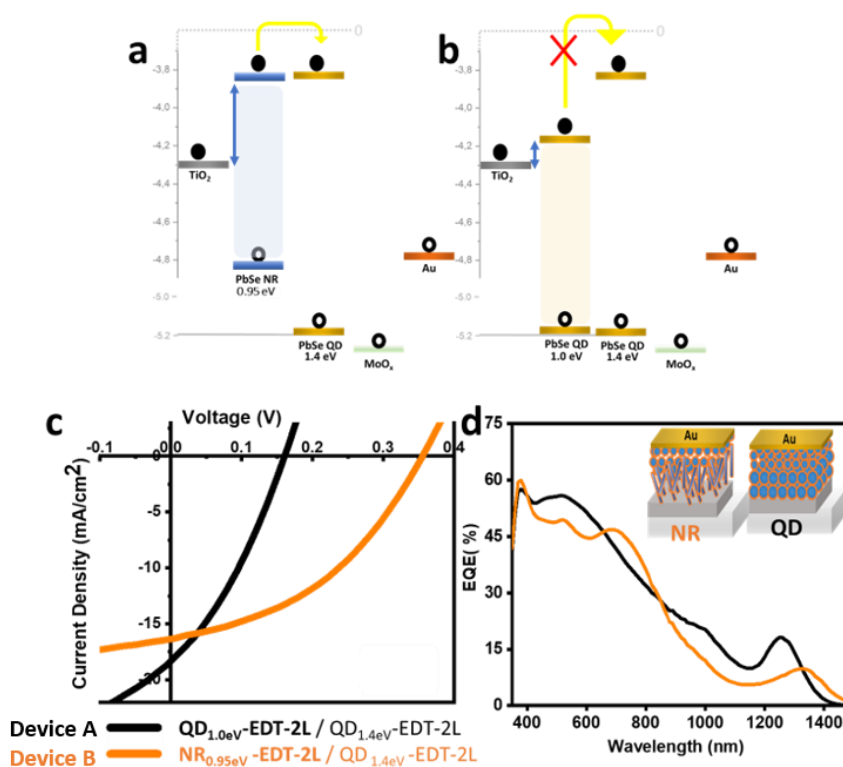 a
0
-3.8
-4.0
-4.2
-4.4
-4.6
-4.8
-5.0
-5.2
TiO₂
PbSe NR
0.95 eV
Au
PbSe QD
1.4 eV
MoOₓ
b
0
-3.8
-4.0
-4.2
-4.4
-4.6
-4.8
-5.0
-5.2
TiO₂
Au
PbSe QD
1.0 eV
PbSe QD
1.4 eV
MoOₓ
c
Voltage (V)
-0.1 0.0 0.1 0.2 0.3 0.4
0
-5
-10
-15
-20
Current Density (mA/cm²)
d
75
60
45
30
15
0
EQE( %)
Au
NR
Au
QD
400 600 800 1000 1200 1400
Wavelength (nm)
Device A QD1.0eV-EDT-2L / QD1.4eV-EDT-2L
Device B NR0.95eV-EDT-2L / QD1.4eV-EDT-2L